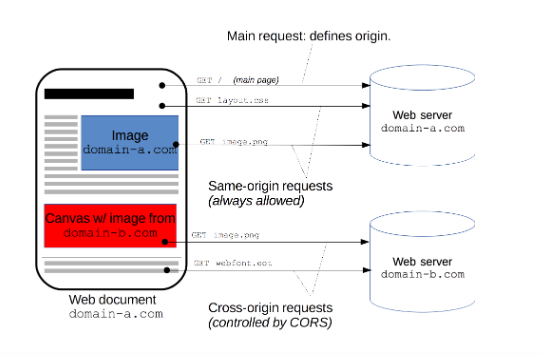 Main request: defines origin.
GET / (main page)
GET layout.css
Image
domain-a.com
GET image.png
Web server
domain-a.com
Same-origin requests
(always allowed)
Canvas w/ image from
domain-b.com
GET image.png
GET webfont.eot
Web server
domain-b.com
Web document
domain-a.com
Cross-origin requests
(controlled by CORS)